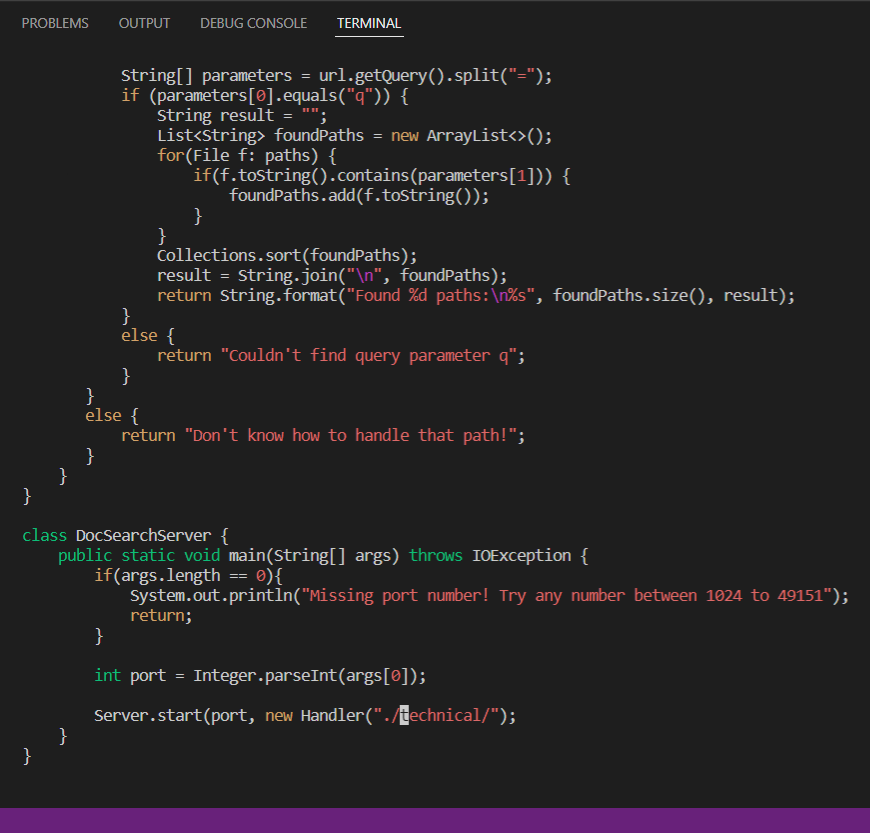 PROBLEMS OUTPUT DEBUG CONSOLE TERMINAL
String[] parameters = url.getQuery().split("=");
if (parameters[0].equals("q")) {
String result = "";
List<String> foundPaths = new ArrayList<>();
for(File f: paths) {
if(f.toString().contains(parameters[1])) {
foundPaths.add(f.toString());
}
}
Collections.sort(foundPaths);
result = String.join("\n", foundPaths);
return String.format("Found %d paths:\n%s", foundPaths.size(), result);
}
else {
return "Couldn't find query parameter q";
}
}
else {
return "Don't know how to handle that path!";
}
}
}
class DocSearchServer {
public static void main(String[] args) throws IOException {
if(args.length == 0){
System.out.println("Missing port number! Try any number between 1024 to 49151");
return;
}
int port = Integer.parseInt(args[0]);
Server.start(port, new Handler("./technical/");
}
}